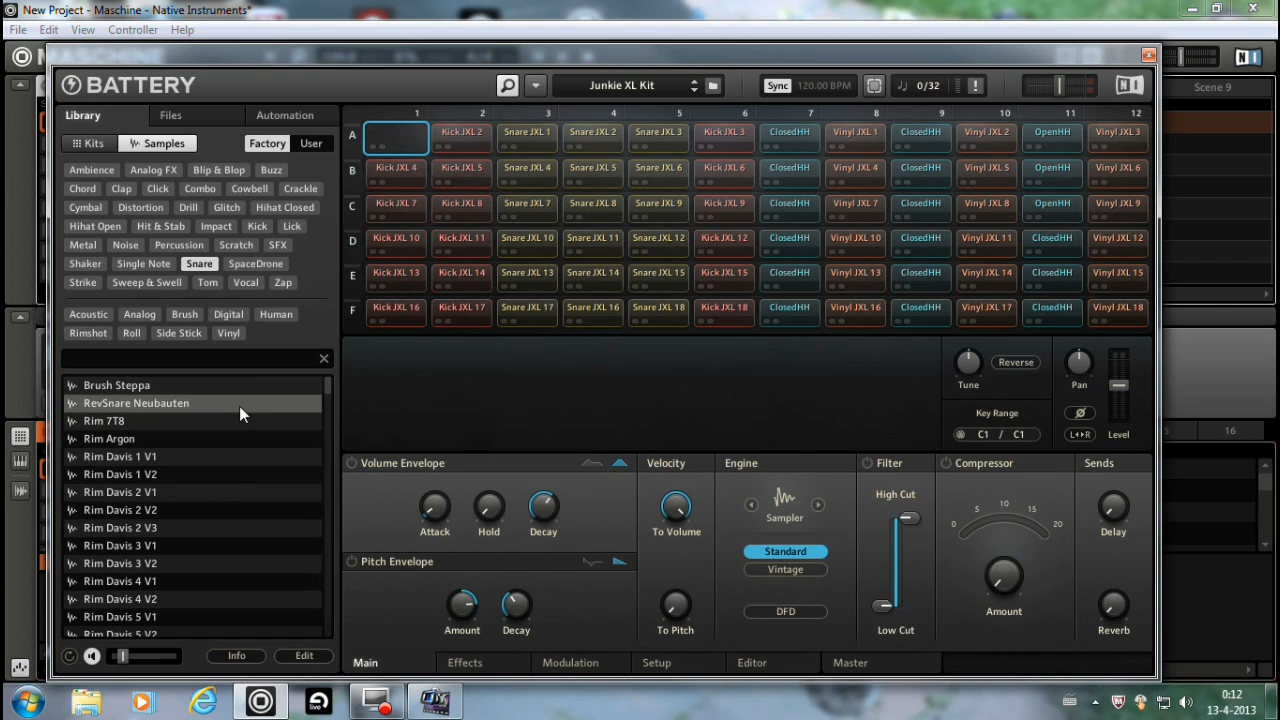 New Project - Maschine - Native Instruments*
File Edit View Controller Help
BATTERY
Junkie XL Kit
Sync 120.00 BPM
0/32
!
NI
NI
Scene 9
Library Files Automation
Kits Samples Factory User
Ambience Analog FX Blip & Blop Buzz
Chord Clap Click Combo Cowbell Crackle
Cymbal Distortion Drill Glitch Hihat Closed
Hihat Open Hit & Stab Impact Kick Lick
Metal Noise Percussion Scratch SFX
Shaker Single Note Snare SpaceDrone
Strike Sweep & Swell Tom Vocal Zap
Acoustic Analog Brush Digital Human
Rimshot Roll Side Stick Vinyl
Brush Steppa
RevSnare Neubauten
Rim 7T8
Rim Argon
Rim Davis 1 V1
Rim Davis 1 V2
Rim Davis 2 V1
Rim Davis 2 V2
Rim Davis 2 V3
Rim Davis 3 V1
Rim Davis 3 V2
Rim Davis 4 V1
Rim Davis 4 V2
Rim Davis 5 V1
Rim Davis 5 V2
Info Edit
1 2 3 4 5 6 7 8 9 10 11 12
A Kick JXL 2 Snare JXL 1 Snare JXL 2 Snare JXL 3 Kick JXL 3 ClosedHH Vinyl JXL 1 ClosedHH Vinyl JXL 2 OpenHH Vinyl JXL 3
B Kick JXL 4 Kick JXL 5 Snare JXL 4 Snare JXL 5 Snare JXL 6 Kick JXL 6 ClosedHH Vinyl JXL 4 ClosedHH Vinyl JXL 5 OpenHH Vinyl JXL 6
C Kick JXL 7 Kick JXL 8 Snare JXL 7 Snare JXL 8 Snare JXL 9 Kick JXL 9 ClosedHH Vinyl JXL 7 ClosedHH Vinyl JXL 8 OpenHH Vinyl JXL 9
D Kick JXL 10 Kick JXL 11 Snare JXL 10 Snare JXL 11 Snare JXL 12 Kick JXL 12 ClosedHH Vinyl JXL 10 ClosedHH Vinyl JXL 11 OpenHH Vinyl JXL 12
E Kick JXL 13 Kick JXL 14 Snare JXL 13 Snare JXL 14 Snare JXL 15 Kick JXL 15 ClosedHH Vinyl JXL 13 ClosedHH Vinyl JXL 14 OpenHH Vinyl JXL 15
F Kick JXL 16 Kick JXL 17 Snare JXL 16 Snare JXL 17 Snare JXL 18 Kick JXL 18 ClosedHH Vinyl JXL 16 ClosedHH Vinyl JXL 17 OpenHH Vinyl JXL 18
Reverse
Tune
Key Range
C1 / C1
Pan
L R
Level
16
Volume Envelope Velocity Engine Filter Compressor Sends
Attack Hold Decay
To Volume
Sampler
Standard
Vintage
DFD
High Cut
Low Cut
0 5 10 15 20
Amount
Delay
Pitch Envelope
Amount Decay
To Pitch
Reverb
Main Effects Modulation Setup Editor Master
live
0:12
13-4-2013